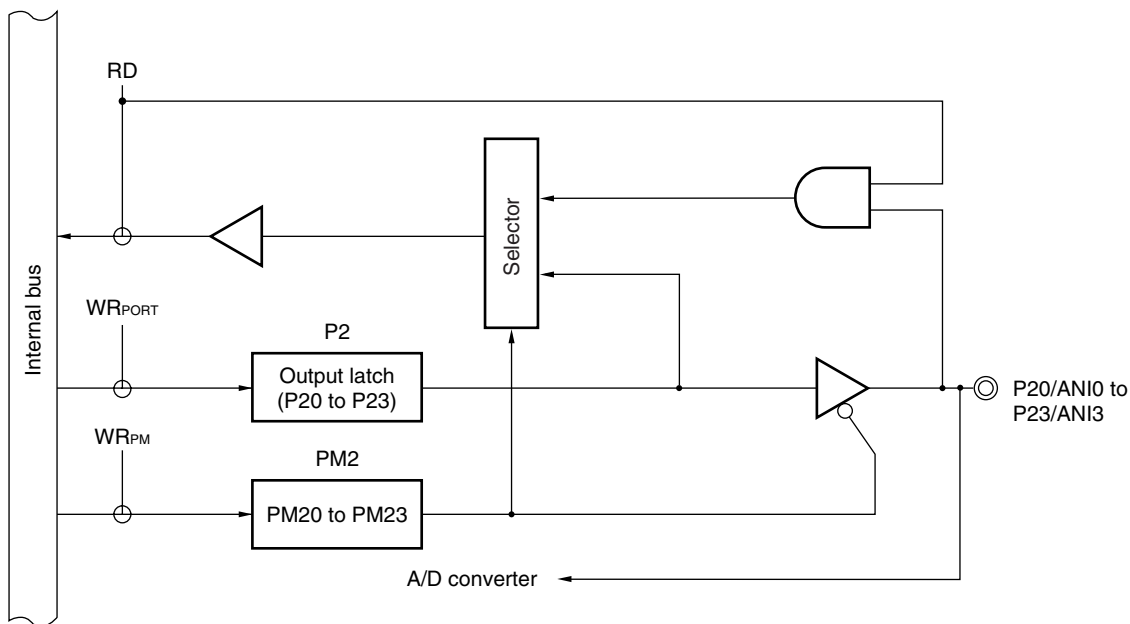 RD
Internal bus
Selector
WRPORT
P2
Output latch
(P20 to P23)
P20/ANI0 to
P23/ANI3
WRPM
PM2
PM20 to PM23
A/D converter